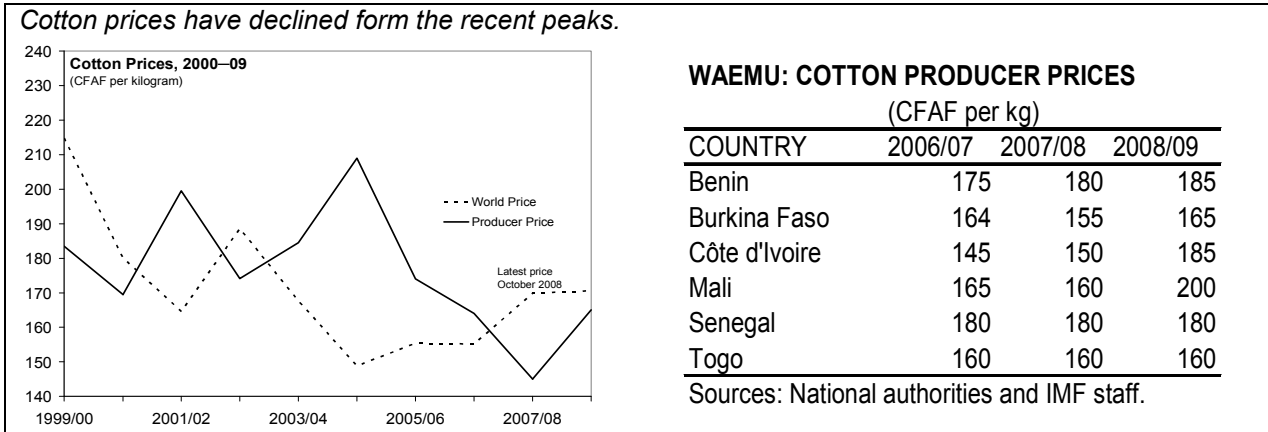 Cotton prices have declined form the recent peaks.
Cotton Prices, 2000—09
(CFAF per kilogram)
240
230
220
210
200
190
180
170
160
150
140
World Price
Producer Price
Latest price
October 2008
1999/00 2001/02 2003/04 2005/06 2007/08
WAEMU: COTTON PRODUCER PRICES
(CFAF per kg)
COUNTRY 2006/07 2007/08 2008/09
Benin 175 180 185
Burkina Faso 164 155 165
Côte d'Ivoire 145 150 185
Mali 165 160 200
Senegal 180 180 180
Togo 160 160 160
Sources: National authorities and IMF staff.